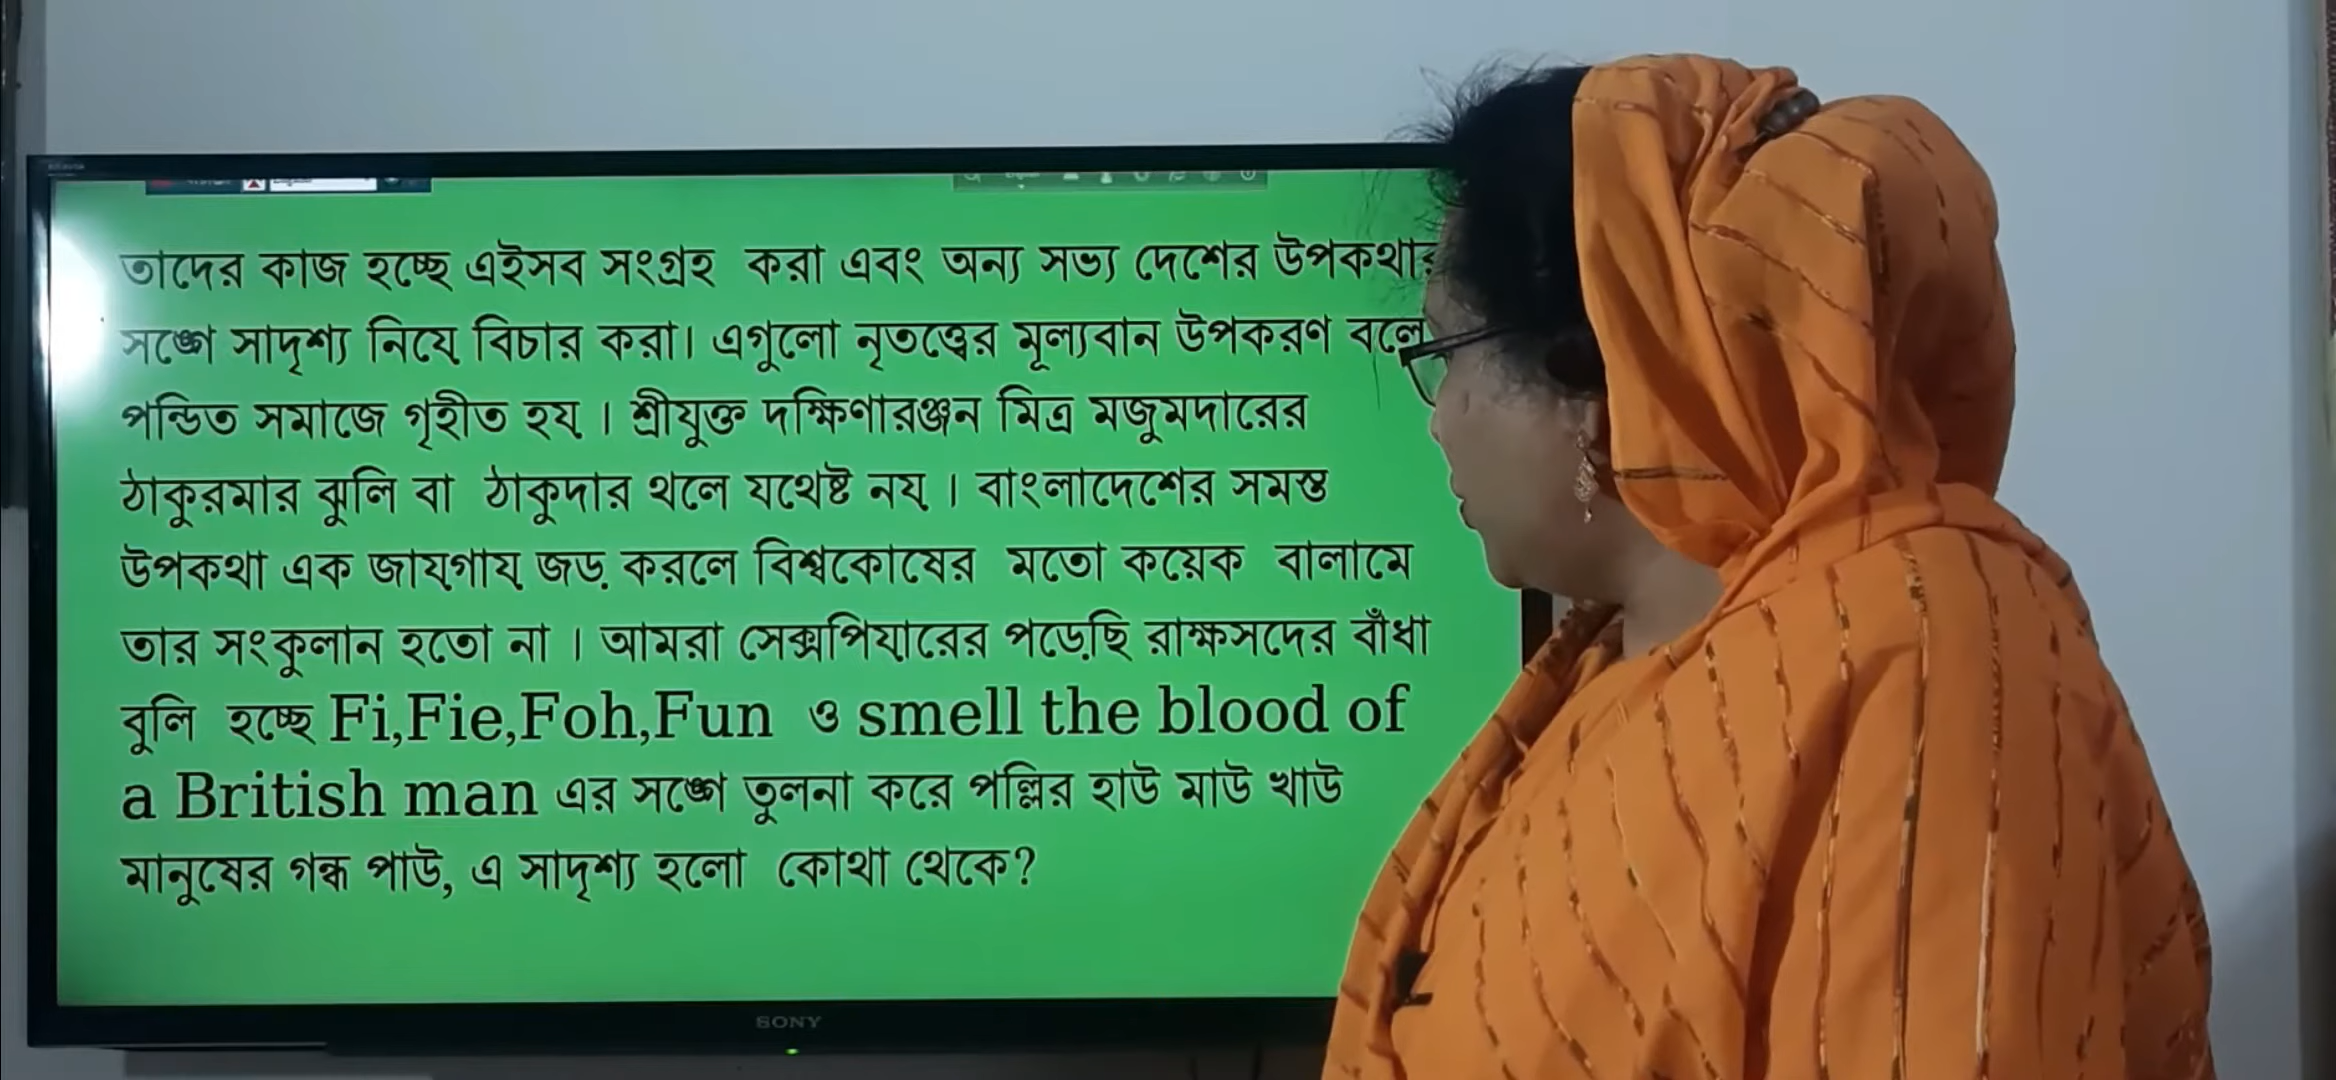 তাদের কাজ হচ্ছে এইসব সংগ্রহ করা এবং অন্য সভ্য দেশের উপকথার
সঙ্গে সাদৃশ্য নিয়ে বিচার করা। এগুলো নৃতত্ত্বের মূল্যবান উপকরণ বলে
পন্ডিত সমাজে গৃহীত হয় । শ্রীযুক্ত দক্ষিণারঞ্জন মিত্র মজুমদারের
ঠাকুরমার ঝুলি বা ঠাকুদার থলে যথেষ্ট নয় । বাংলাদেশের সমস্ত
উপকথা এক জায়গায় জড় করলে বিশ্বকোষের মতো কয়েক বালামে
তার সংকুলান হতো না । আমরা সেক্সপিয়ারের পড়েছি রাক্ষসদের বাঁধা
বুলি হচ্ছে Fi,Fie,Foh,Fun ও smell the blood of
a British man এর সঙ্গে তুলনা করে পল্লির হাউ মাউ খাউ
মানুষের গন্ধ পাউ, এ সাদৃশ্য হলো কোথা থেকে?
SONY